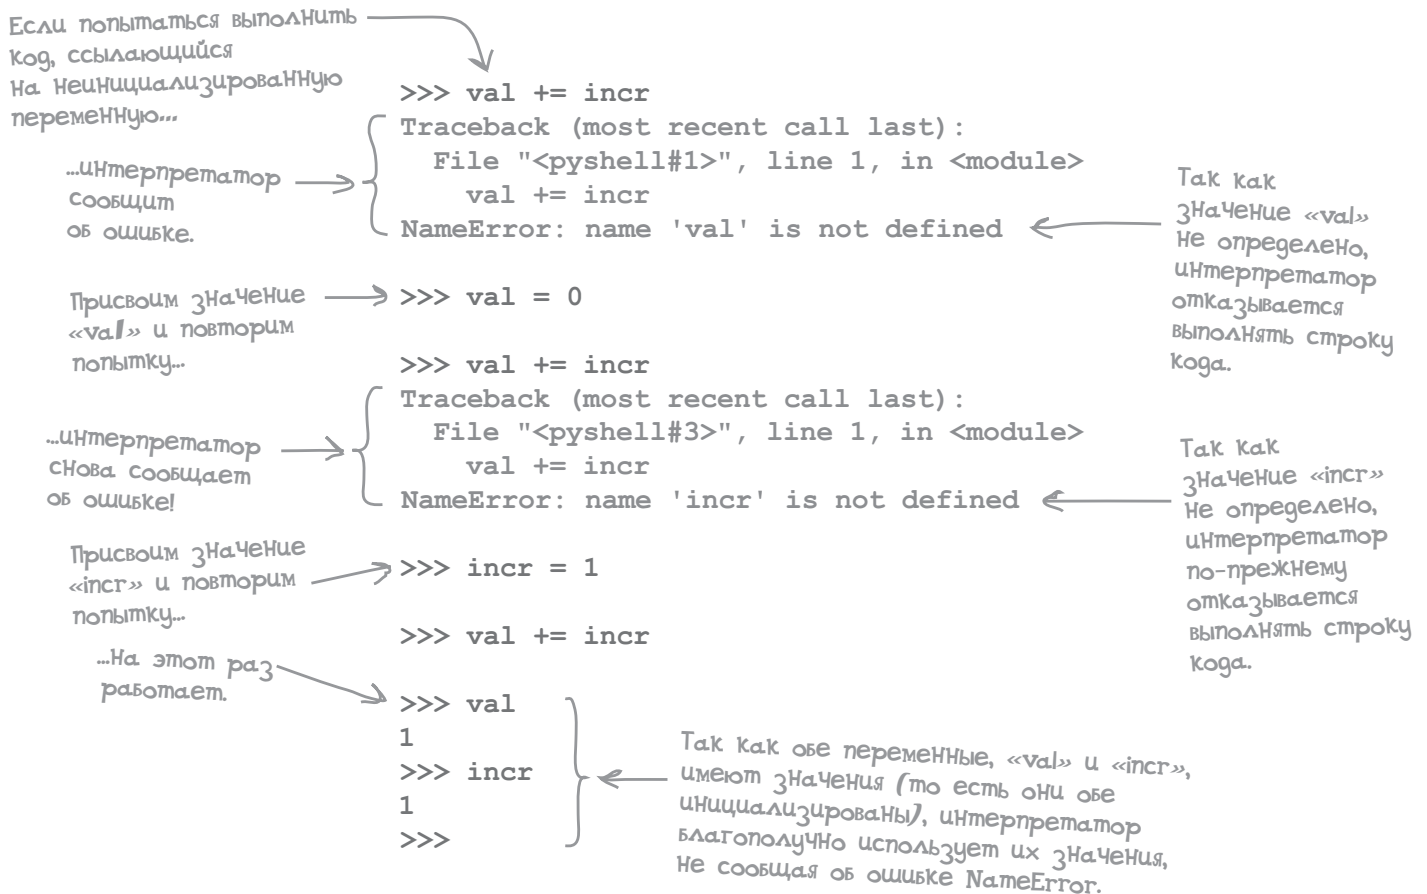 Если попытаться выполнить
код, ссылающийся
на неинициализированную
переменную...
>>> val += incr
Traceback (most recent call last):
File "<pyshell#1>", line 1, in <module>
val += incr
NameError: name 'val' is not defined
...интерпретатор
сообщит
об ошибке.
Так как
значение «val»
не определено,
интерпретатор
отказывается
выполнять строку
кода.
Присвоим значение
«val» и повторим
попытку...
>>> val = 0
>>> val += incr
Traceback (most recent call last):
File "<pyshell#3>", line 1, in <module>
val += incr
NameError: name 'incr' is not defined
...интерпретатор
снова сообщает
об ошибке!
Так как
значение «incr»
не определено,
интерпретатор
по-прежнему
отказывается
выполнять строку
кода.
Присвоим значение
«incr» и повторим
попытку...
>>> incr = 1
>>> val += incr
...на этот раз
работает.
>>> val
1
>>> incr
1
>>>
Так как обе переменные, «val» и «incr»,
имеют значения (то есть они обе
инициализированы), интерпретатор
благополучно использует их значения,
не сообщая об ошибке NameError.